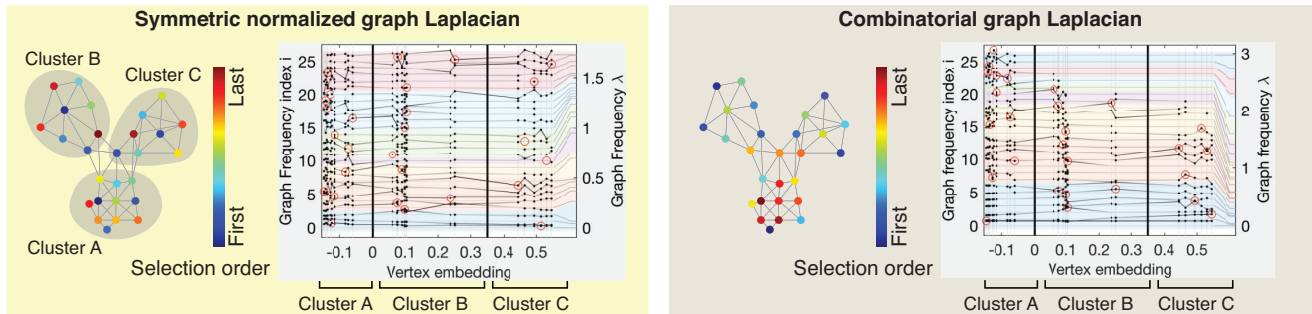 Symmetric normalized graph Laplacian
Cluster B
Cluster C
Cluster A
Last
First
Selection order
Graph Frequency index i
25
20
15
10
5
0
-0.1 0 0.1 0.2 0.3 0.4 0.5
Vertex embedding
1.5
1
0.5
0
Graph Frequency λ
Cluster A Cluster B Cluster C
Combinatorial graph Laplacian
Last
First
Selection order
Graph frequency index i
25
20
15
10
5
0
-0.1 0 0.1 0.2 0.3 0.4 0.5
Vertex embedding
3
2
1
0
Graph Frequency λ
Cluster A Cluster B Cluster C